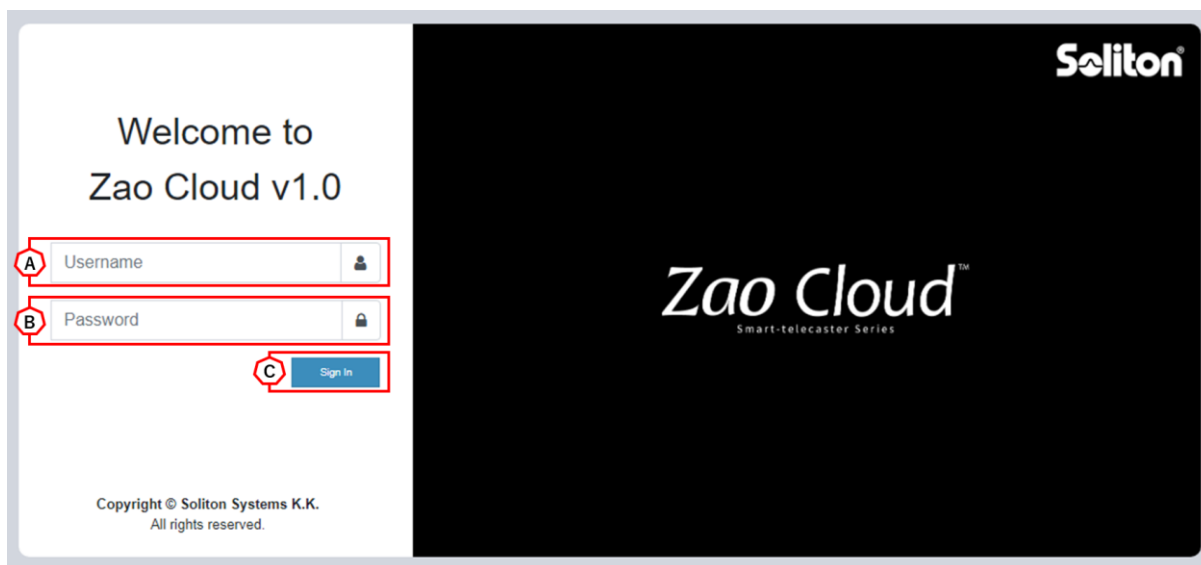 Welcome to
Zao Cloud v1.0
A
Username
B
Password
C
Sign In
Copyright © Soliton Systems K.K.
All rights reserved.
Soliton®
Zao Cloud™
Smart-telecaster Series